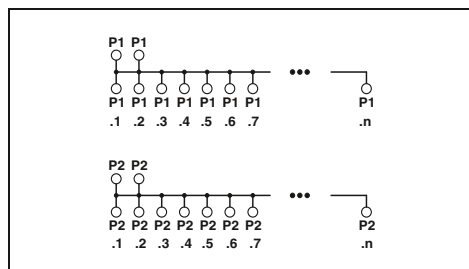 P1 P1
P1 P1 P1 P1 P1 P1 P1 P1
.1 .2 .3 .4 .5 .6 .7 .n
P2 P2
P2 P2 P2 P2 P2 P2 P2 P2
.1 .2 .3 .4 .5 .6 .7 .n